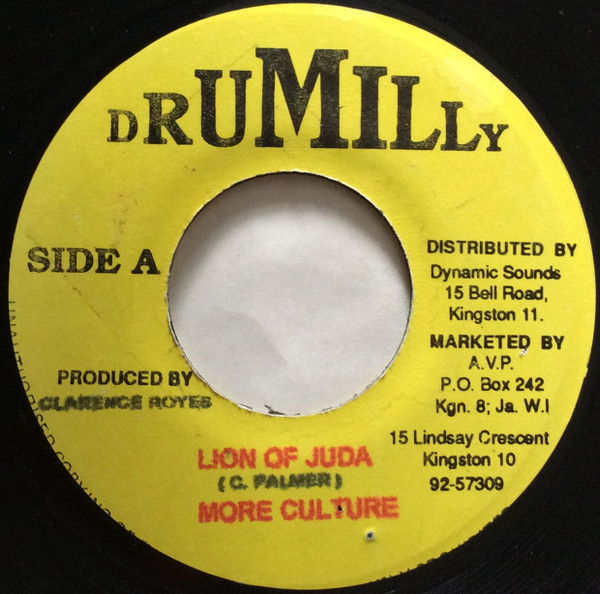 DRUMILLY
SIDE A
DISTRIBUTED BY
Dynamic Sounds
15 Bell Road,
Kingston 11.
MARKETED BY
A.V.P.
P.O. Box 242
Kgn. 8; Ja. W.I
15 Lindsay Crescent
Kingston 10
92-57309
PRODUCED BY
CLARENCE ROYES
LION OF JUDA
(C. PALMER)
MORE CULTURE